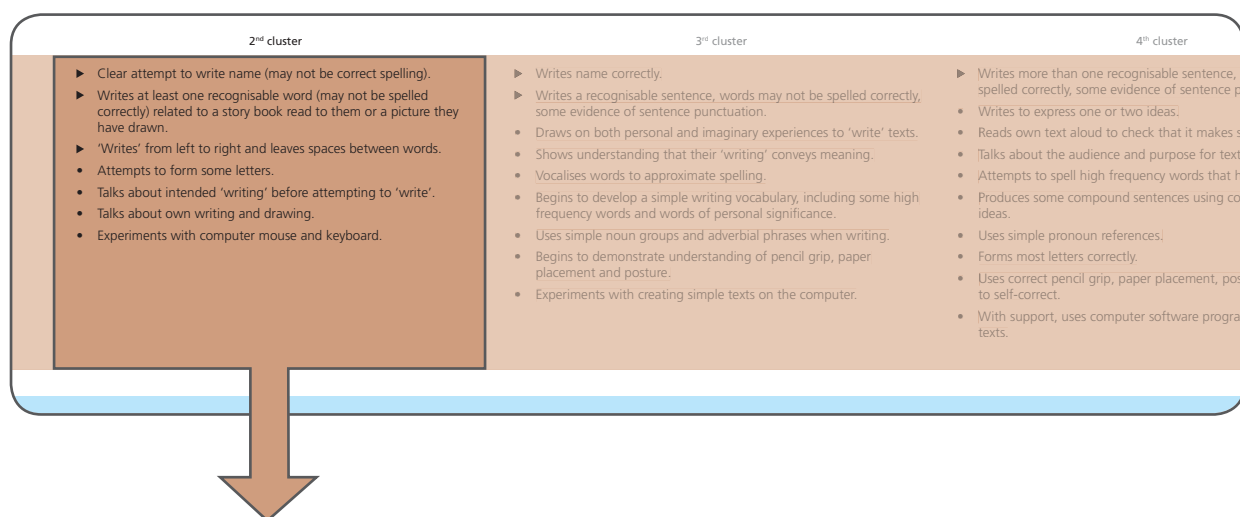 2nd cluster
► Clear attempt to write name (may not be correct spelling).
► Writes at least one recognisable word (may not be spelled
correctly) related to a story book read to them or a picture they
have drawn.
► ‘Writes’ from left to right and leaves spaces between words.
• Attempts to form some letters.
• Talks about intended ‘writing’ before attempting to ‘write’.
• Talks about own writing and drawing.
• Experiments with computer mouse and keyboard.
3rd cluster
► Writes name correctly.
► Writes a recognisable sentence, words may not be spelled correctly,
some evidence of sentence punctuation.
• Draws on both personal and imaginary experiences to ‘write’ texts.
• Shows understanding that their ‘writing’ conveys meaning.
• Vocalises words to approximate spelling.
• Begins to develop a simple writing vocabulary, including some high
frequency words and words of personal significance.
• Uses simple noun groups and adverbial phrases when writing.
• Begins to demonstrate understanding of pencil grip, paper
placement and posture.
• Experiments with creating simple texts on the computer.
4th cluster
► Writes more than one recognisable sentence,
spelled correctly, some evidence of sentence
• Writes to express one or two ideas.
• Reads own text aloud to check that it makes
• Talks about the audience and purpose for
• Attempts to spell high frequency words that
• Produces some compound sentences using
ideas.
• Uses simple pronoun references.
• Forms most letters correctly.
• Uses correct pencil grip, paper placement,
to self-correct.
• With support, uses computer software
texts.